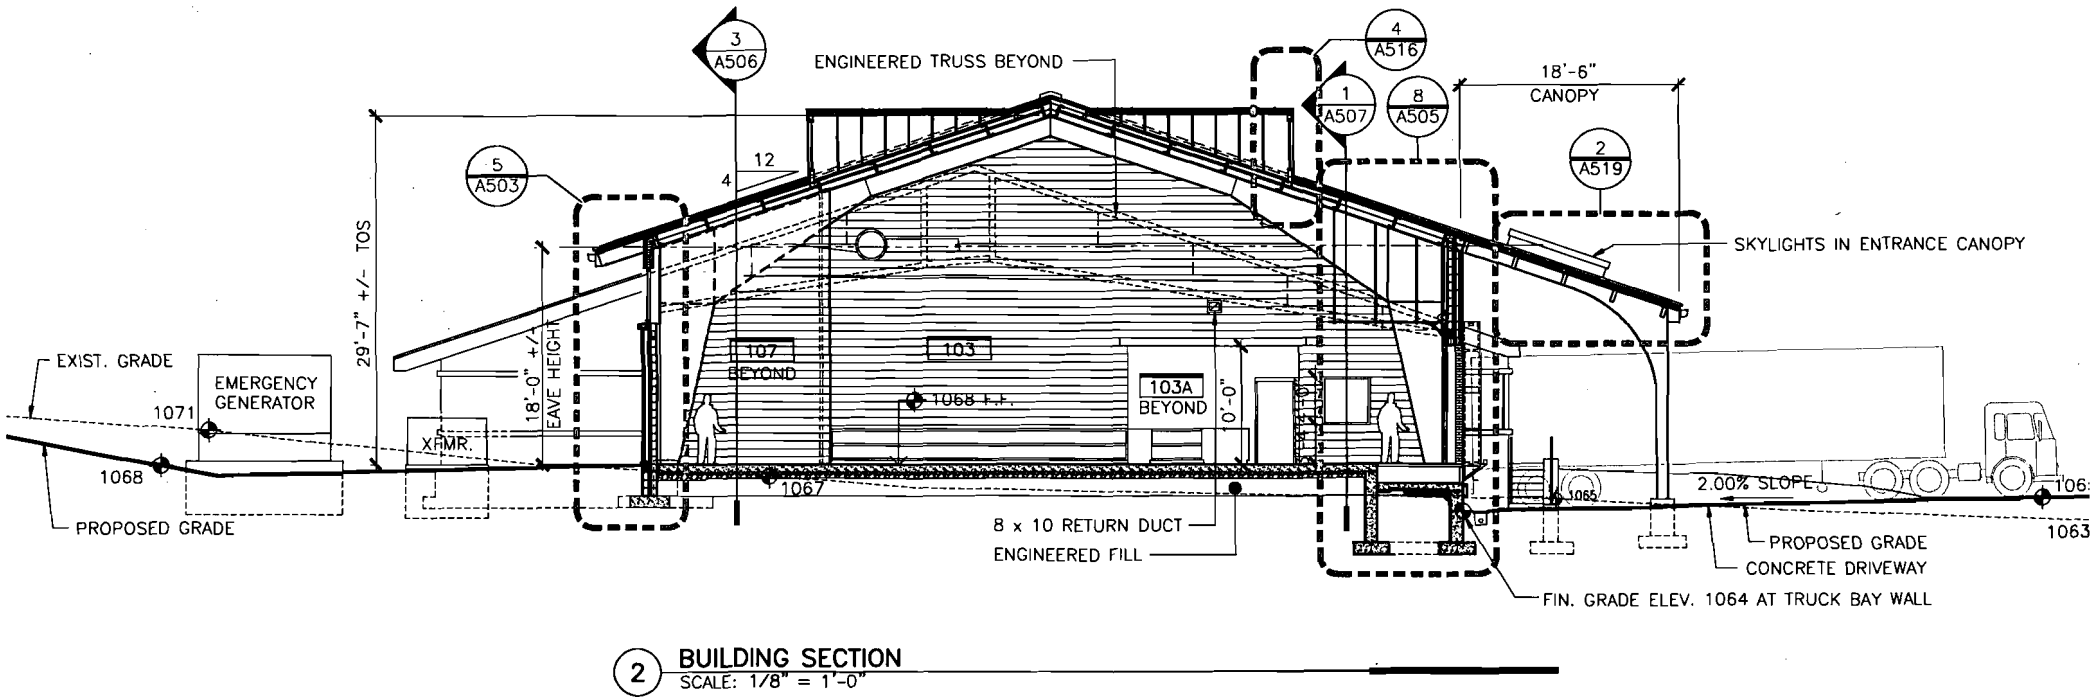 3
A506
4
A516
ENGINEERED TRUSS BEYOND
18'-6"
CANOPY
1
A507
8
A505
5
A503
12
4
2
A519
29'-7" +/- TOS
SKYLIGHTS IN ENTRANCE CANOPY
18'-0" +/-
EAVE HEIGHT
EXIST. GRADE
EMERGENCY
GENERATOR
107
BEYOND
103
103A
BEYOND
10'-0"
1068 F.F.
1071
XFMR.
1068
1067
1065
2.00% SLOPE
106
1063
PROPOSED GRADE
8 x 10 RETURN DUCT
ENGINEERED FILL
PROPOSED GRADE
CONCRETE DRIVEWAY
FIN. GRADE ELEV. 1064 AT TRUCK BAY WALL
2
BUILDING SECTION
SCALE: 1/8" = 1'-0"